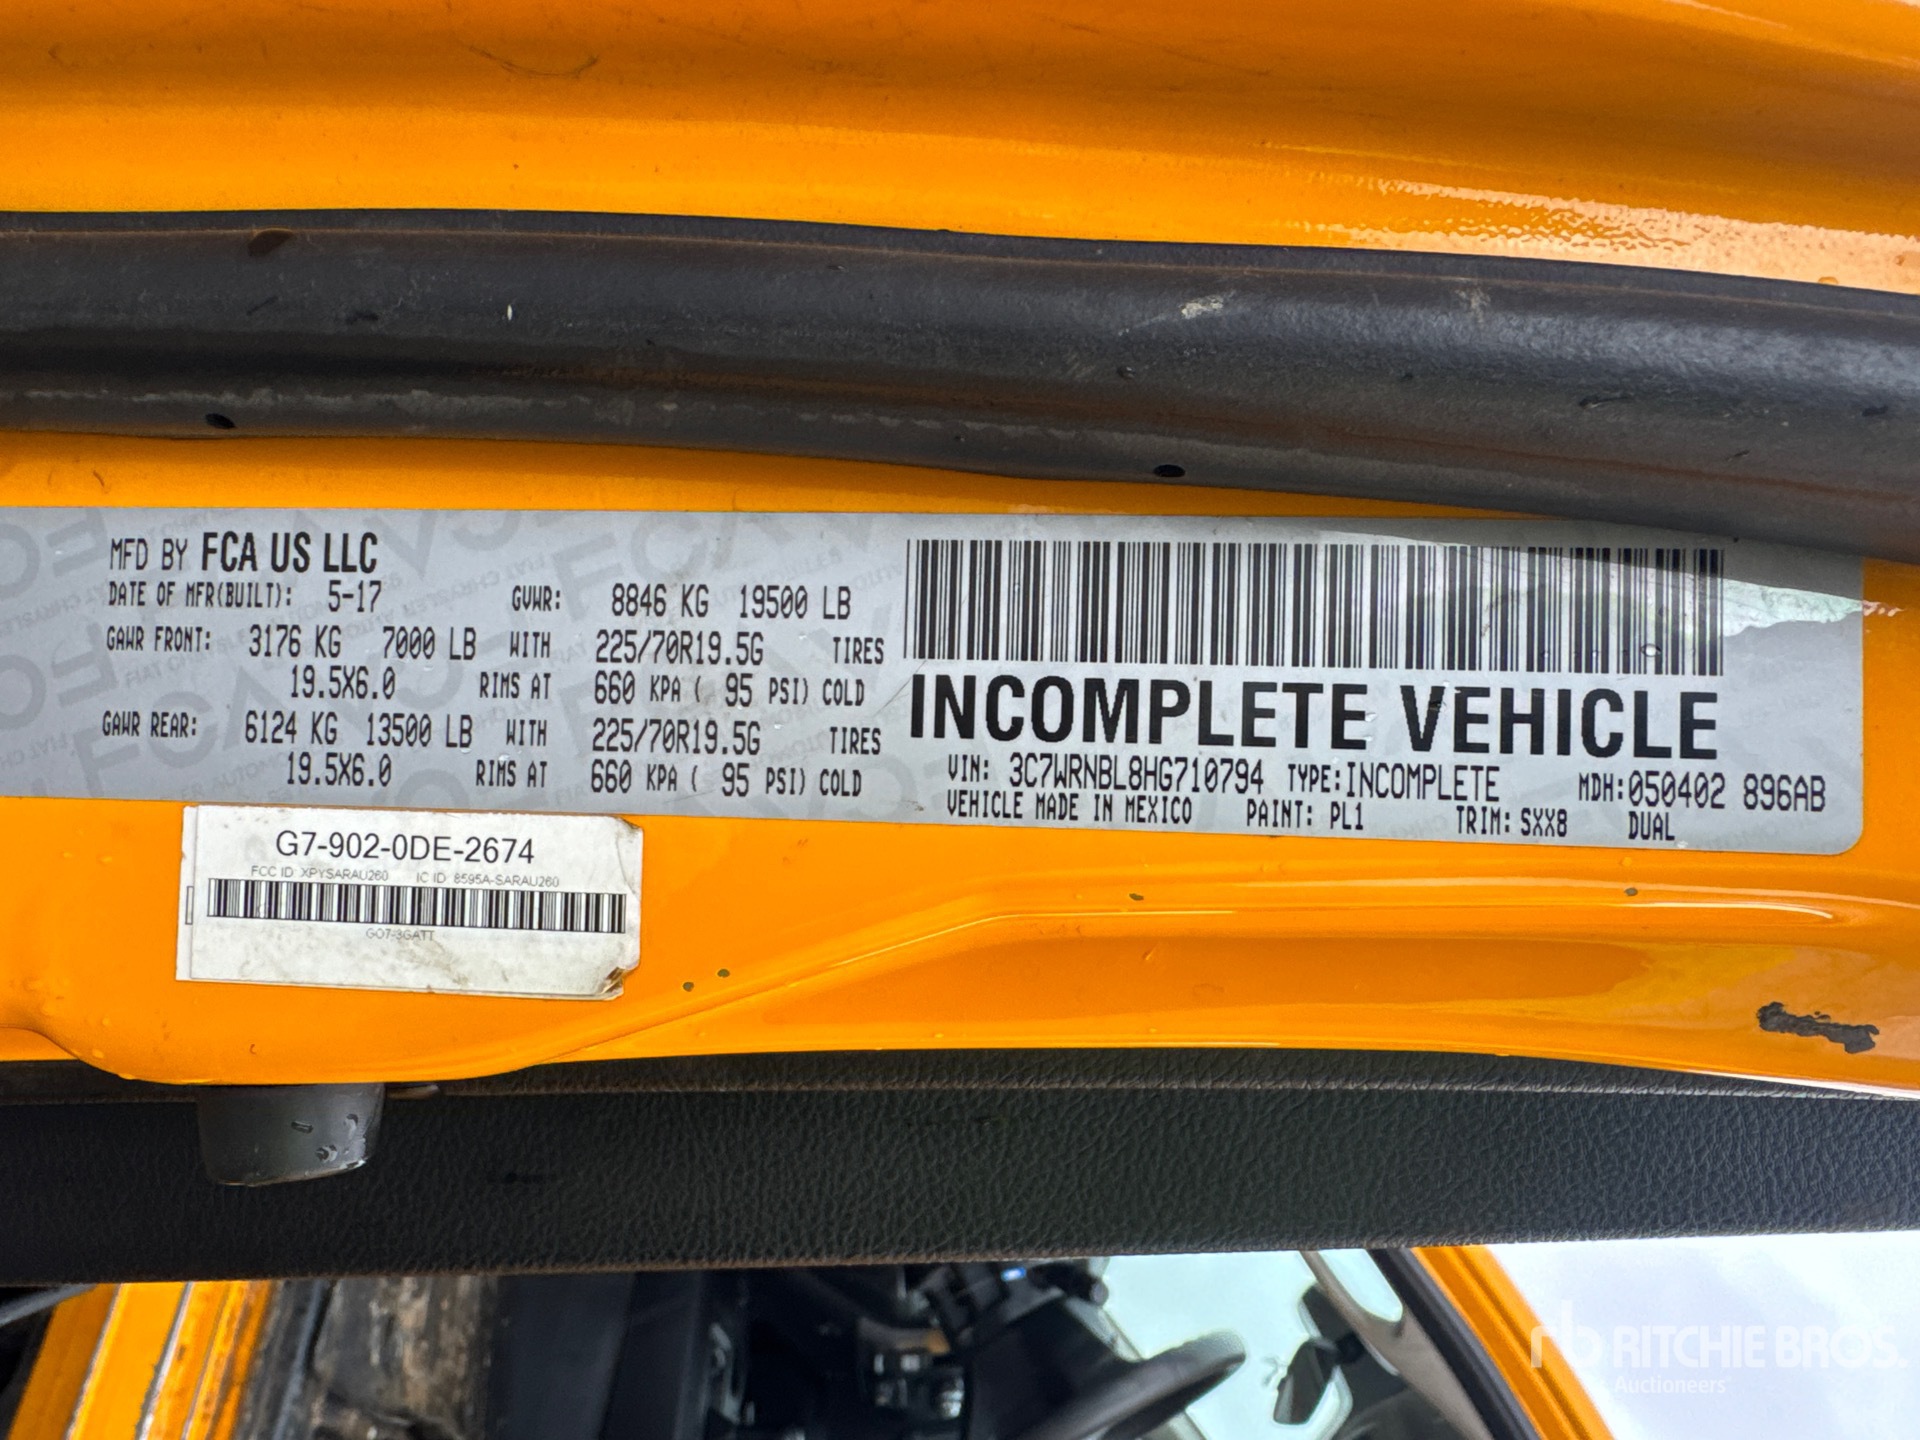 MFD BY FCA US LLC
DATE OF MFR(BUILT): 5-17 GVWR: 8846 KG 19500 LB
GAWR FRONT: 3176 KG 7000 LB WITH 225/70R19.5G TIRES
19.5X6.0 RIMS AT 660 KPA ( 95 PSI) COLD
GAWR REAR: 6124 KG 13500 LB WITH 225/70R19.5G TIRES
19.5X6.0 RIMS AT 660 KPA ( 95 PSI) COLD
INCOMPLETE VEHICLE
VIN: 3C7WRNBL8HG710794 TYPE: INCOMPLETE MDH: 050402 896AB
VEHICLE MADE IN MEXICO PAINT: PL1 TRIM: SXX8 DUAL
G7-902-0DE-2674
FCC ID: XPYSARAU260 IC ID: 8595A-SARAU260
GO7-3GATT
rb RITCHIE BROS.
Auctioneers